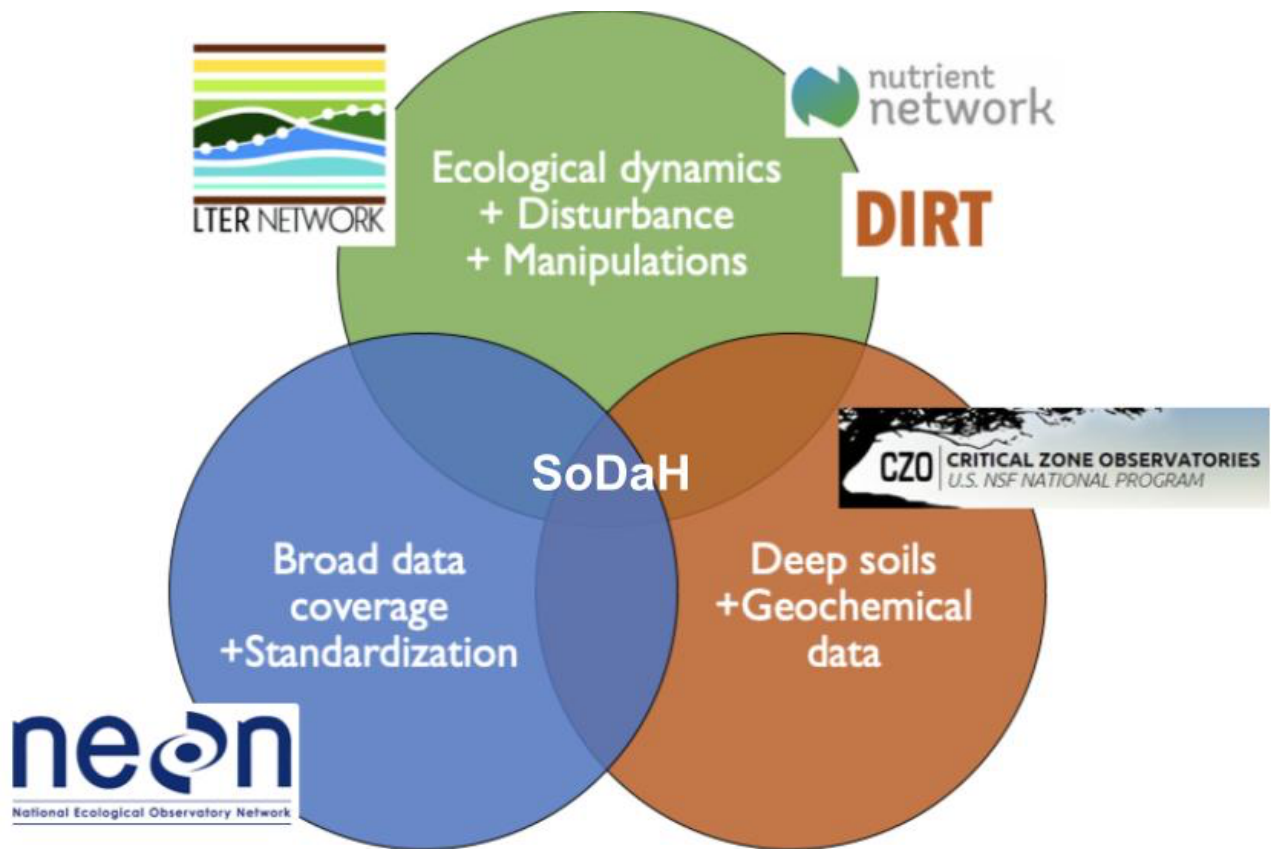 LTER NETWORK
nutrient
network
DIRT
Ecological dynamics
+ Disturbance
+ Manipulations
CZO
CRITICAL ZONE OBSERVATORIES
U.S. NSF NATIONAL PROGRAM
SoDaH
Broad data
coverage
+Standardization
Deep soils
+Geochemical
data
neon
National Ecological Observatory Network